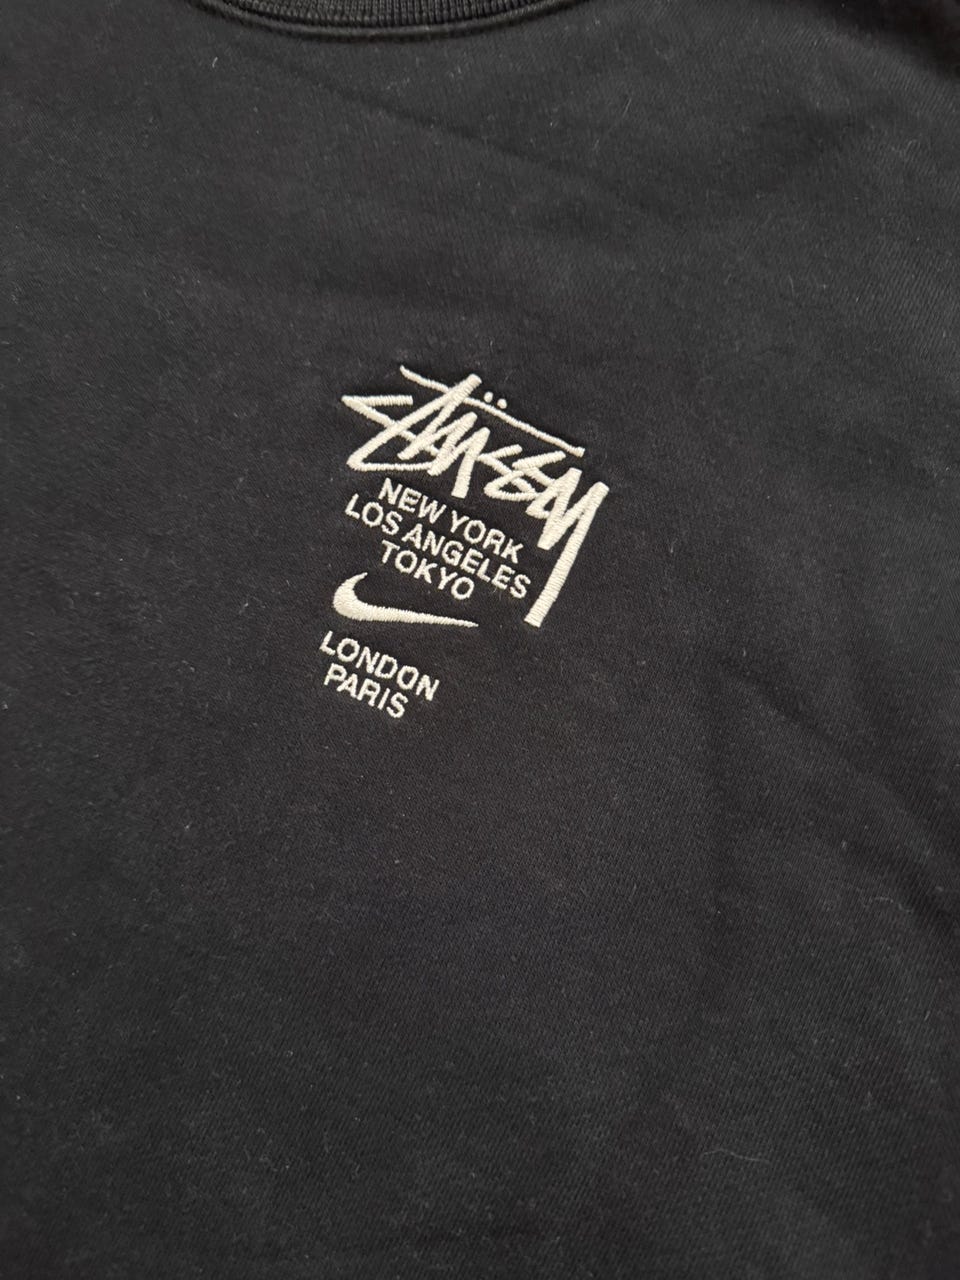 Stüssy
NEW YORK
LOS ANGELES
TOKYO
LONDON
PARIS